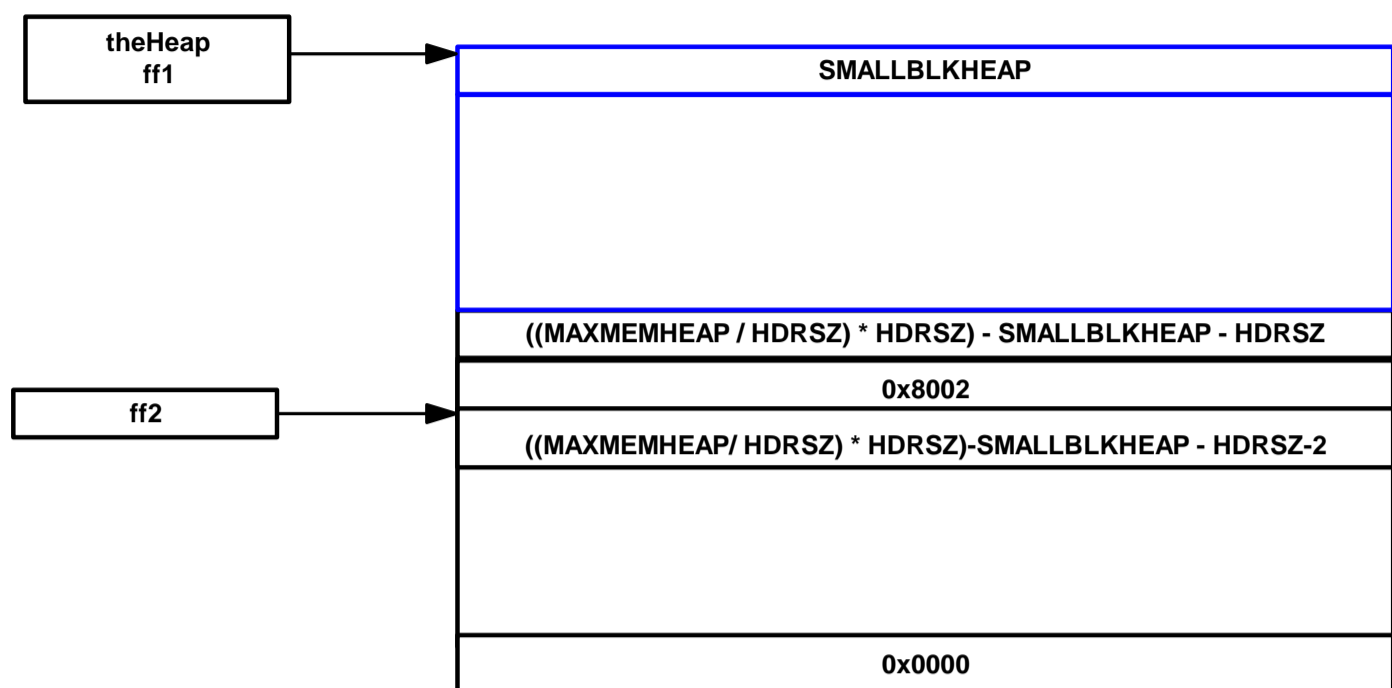 theHeap
ff1
SMALLBLKHEAP
((MAXMEMHEAP / HDRSZ) * HDRSZ) - SMALLBLKHEAP - HDRSZ
0x8002
ff2
((MAXMEMHEAP/ HDRSZ) * HDRSZ)-SMALLBLKHEAP - HDRSZ-2
0x0000